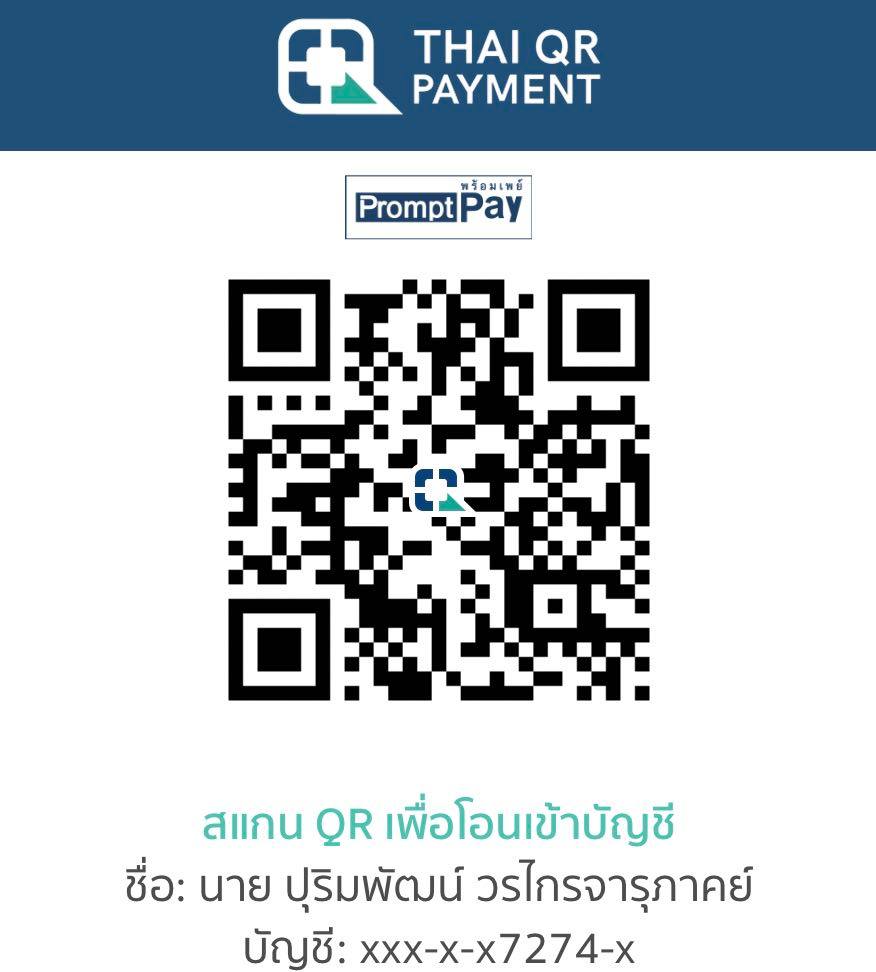 THAI QR
PAYMENT
พร้อมเพย์
PromptPay
สแกน QR เพื่อโอนเข้าบัญชี
ชื่อ: นาย ปุริมพัฒน์ วรไกรจารุภาคย์
บัญชี: xxx-x-x7274-x